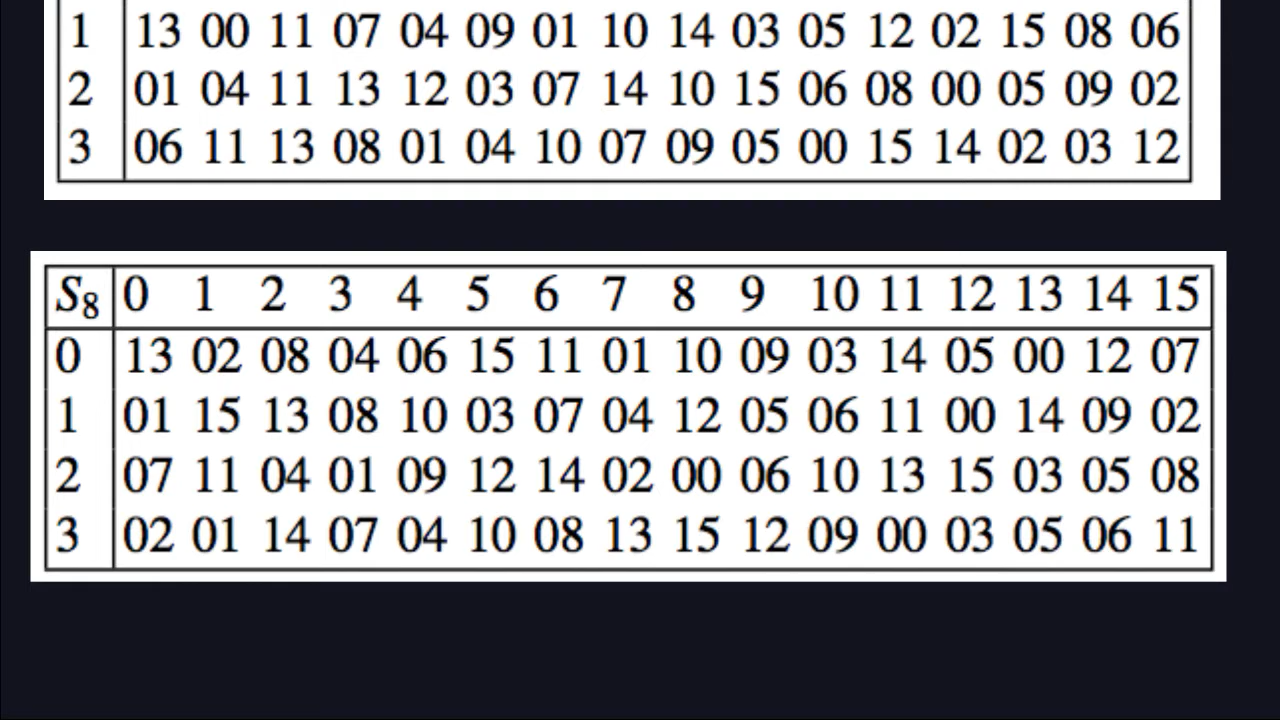 1 13 00 11 07 04 09 01 10 14 03 05 12 02 15 08 06
2 01 04 11 13 12 03 07 14 10 15 06 08 00 05 09 02
3 06 11 13 08 01 04 10 07 09 05 00 15 14 02 03 12
S8 0 1 2 3 4 5 6 7 8 9 10 11 12 13 14 15
0 13 02 08 04 06 15 11 01 10 09 03 14 05 00 12 07
1 01 15 13 08 10 03 07 04 12 05 06 11 00 14 09 02
2 07 11 04 01 09 12 14 02 00 06 10 13 15 03 05 08
3 02 01 14 07 04 10 08 13 15 12 09 00 03 05 06 11